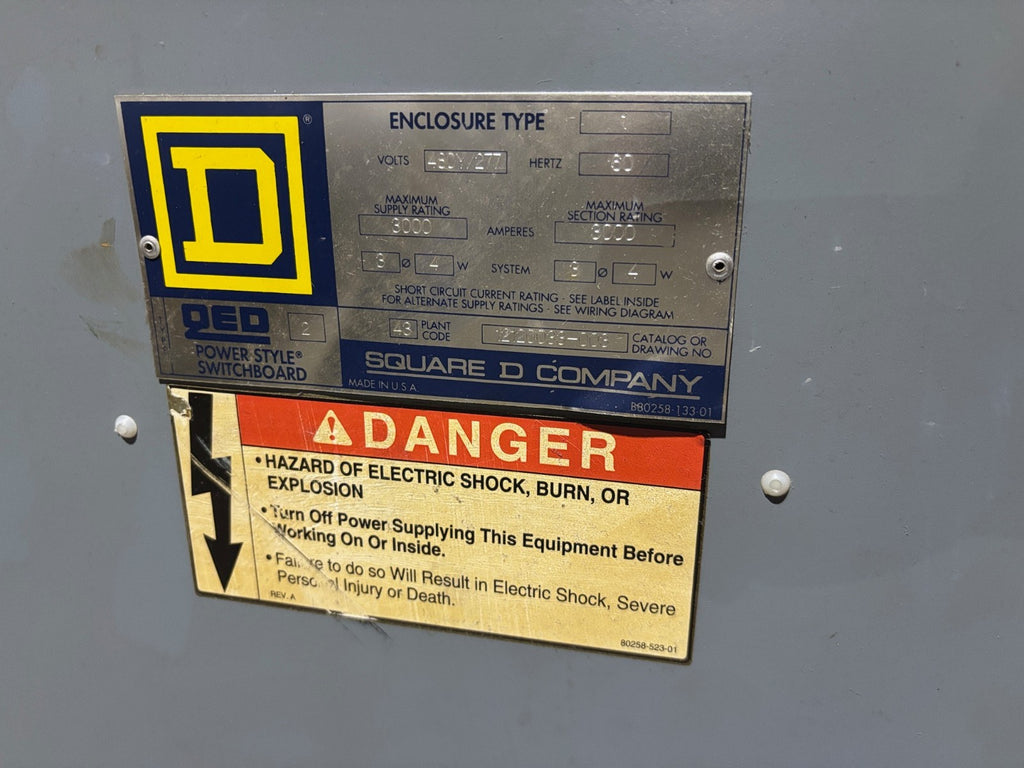 D ®
ENCLOSURE TYPE 1
VOLTS 480Y/277 HERTZ 60
MAXIMUM SUPPLY RATING MAXIMUM SECTION RATING
3000 AMPERES 3000
3 Ø 4 W SYSTEM 3 Ø 4 W
SHORT CIRCUIT CURRENT RATING - SEE LABEL INSIDE
FOR ALTERNATE SUPPLY RATINGS - SEE WIRING DIAGRAM
QED 2
POWER STYLE®
SWITCHBOARD
43 PLANT CODE CATALOG OR DRAWING NO
SQUARE D COMPANY
MADE IN U.S.A.
BB0258-133-01
DANGER
• HAZARD OF ELECTRIC SHOCK, BURN, OR
EXPLOSION
• Turn Off Power Supplying This Equipment Before
Working On Or Inside.
• Failure to do so Will Result in Electric Shock, Severe
Personal Injury or Death.
REV. A
80258-523-01